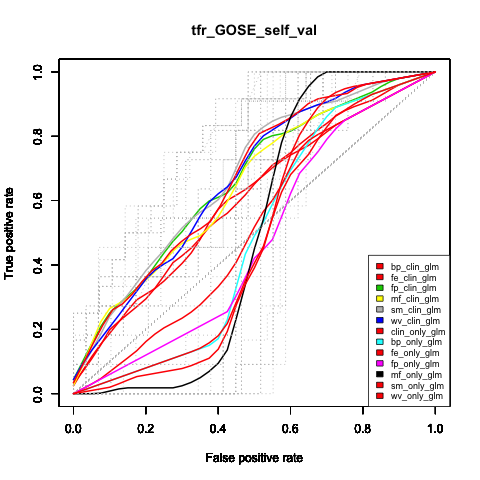 tfr_GOSE_self_val
True positive rate
1.0
0.8
0.6
0.4
0.2
0.0
0.0 0.2 0.4 0.6 0.8 1.0
False positive rate
bp_clin_glm
fe_clin_glm
fp_clin_glm
mf_clin_glm
sm_clin_glm
wv_clin_glm
clin_only_glm
bp_only_glm
fe_only_glm
fp_only_glm
mf_only_glm
sm_only_glm
wv_only_glm